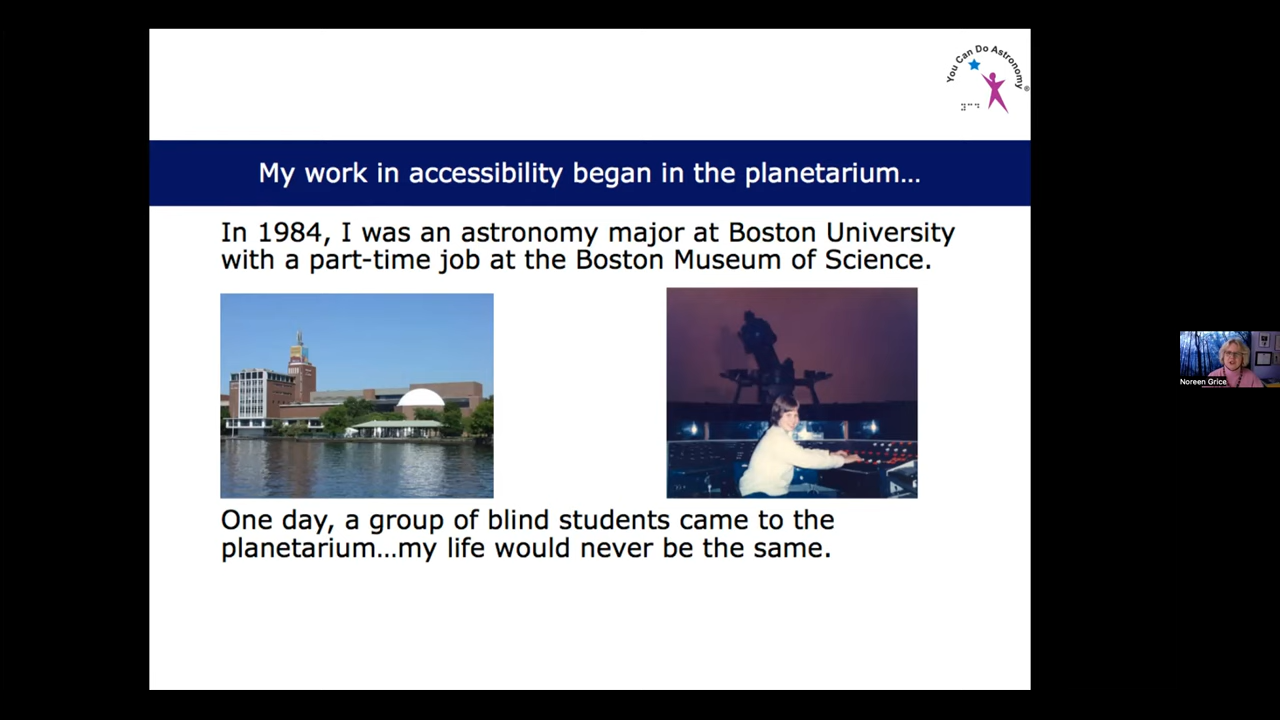 You Can Do Astronomy
®
My work in accessibility began in the planetarium…
In 1984, I was an astronomy major at Boston University
with a part-time job at the Boston Museum of Science.
One day, a group of blind students came to the
planetarium…my life would never be the same.
Noreen Grice